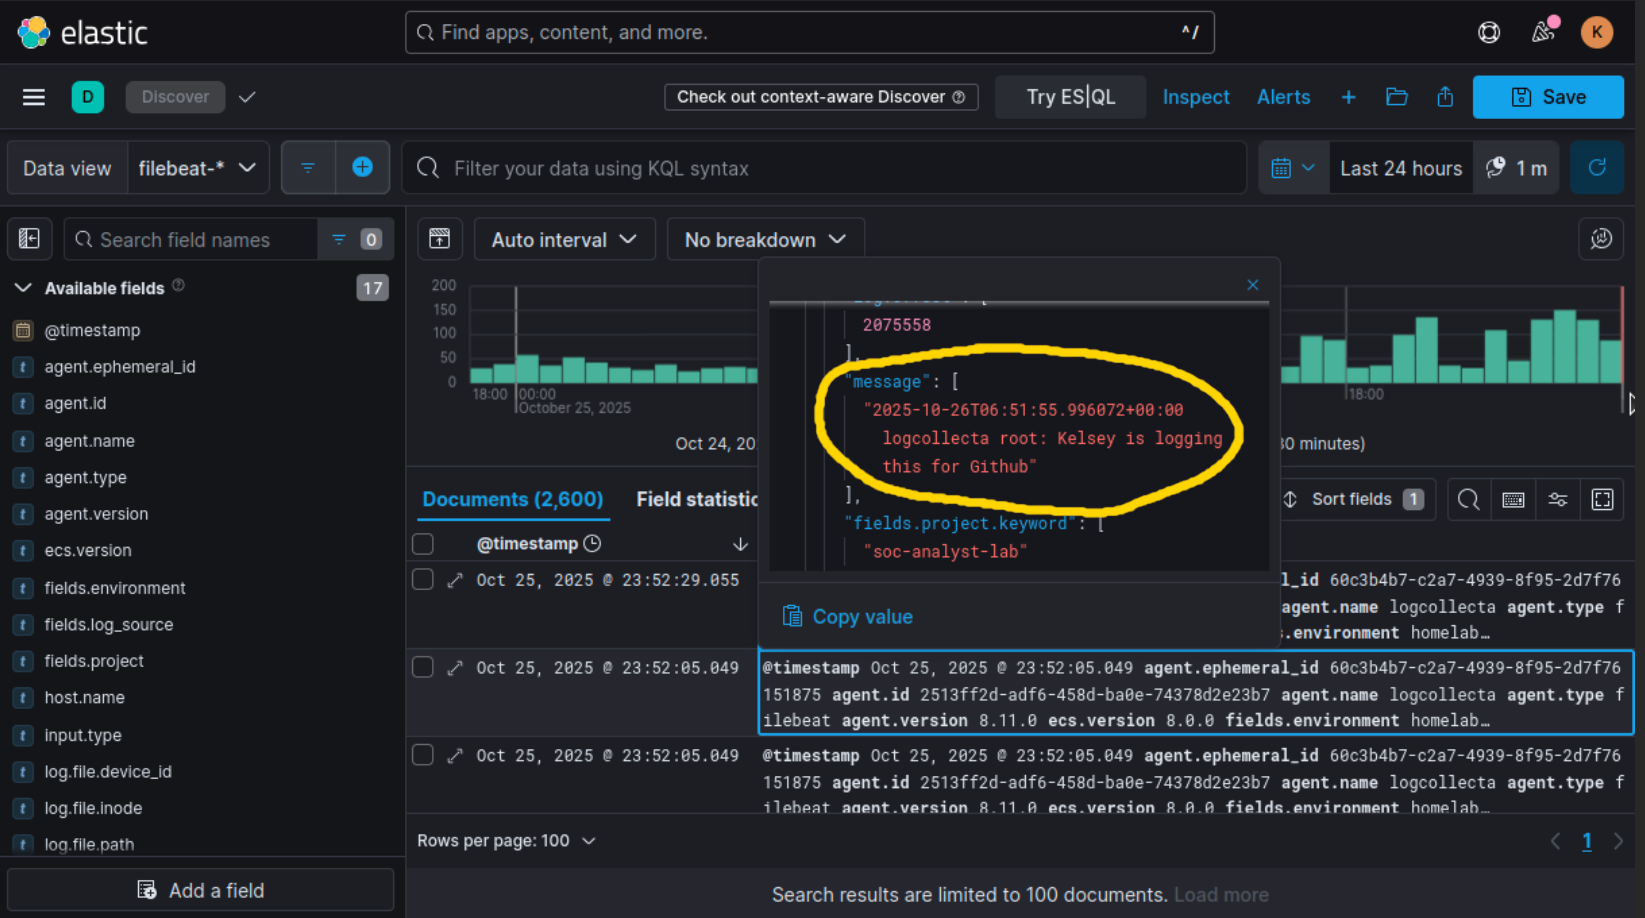 elastic
Find apps, content, and more.
^/
K
D
Discover
Check out context-aware Discover
Try ES|QL
Inspect
Alerts
Save
Data view
filebeat-*
Filter your data using KQL syntax
Last 24 hours
1 m
Search field names
0
Auto interval
No breakdown
Available fields
17
@timestamp
agent.ephemeral_id
agent.id
agent.name
agent.type
agent.version
ecs.version
fields.environment
fields.log_source
fields.project
host.name
input.type
log.file.device_id
log.file.inode
log.file.path
Add a field
200
150
100
50
0
18:00
00:00
October 25, 2025
18:00
Oct 24, 20
30 minutes)
2075558
],
"message": [
"2025-10-26T06:51:55.996072+00:00
logcollecta root: Kelsey is logging
this for Github"
],
"fields.project.keyword": [
"soc-analyst-lab"
Copy value
Documents (2,600)
Field statistic
Sort fields
1
@timestamp
Oct 25, 2025 @ 23:52:29.055
l_id 60c3b4b7-c2a7-4939-8f95-2d7f76
agent.name logcollecta agent.type f
s.environment homelab…
Oct 25, 2025 @ 23:52:05.049
@timestamp Oct 25, 2025 @ 23:52:05.049 agent.ephemeral_id 60c3b4b7-c2a7-4939-8f95-2d7f76
151875 agent.id 2513ff2d-adf6-458d-ba0e-74378d2e23b7 agent.name logcollecta agent.type f
ilebeat agent.version 8.11.0 ecs.version 8.0.0 fields.environment homelab…
Oct 25, 2025 @ 23:52:05.049
@timestamp Oct 25, 2025 @ 23:52:05.049 agent.ephemeral_id 60c3b4b7-c2a7-4939-8f95-2d7f76
151875 agent.id 2513ff2d-adf6-458d-ba0e-74378d2e23b7 agent.name logcollecta agent.type f
ilebeat agent.version 8.11.0 ecs.version 8.0.0 fields.environment homelab…
Rows per page: 100
1
Search results are limited to 100 documents. Load more